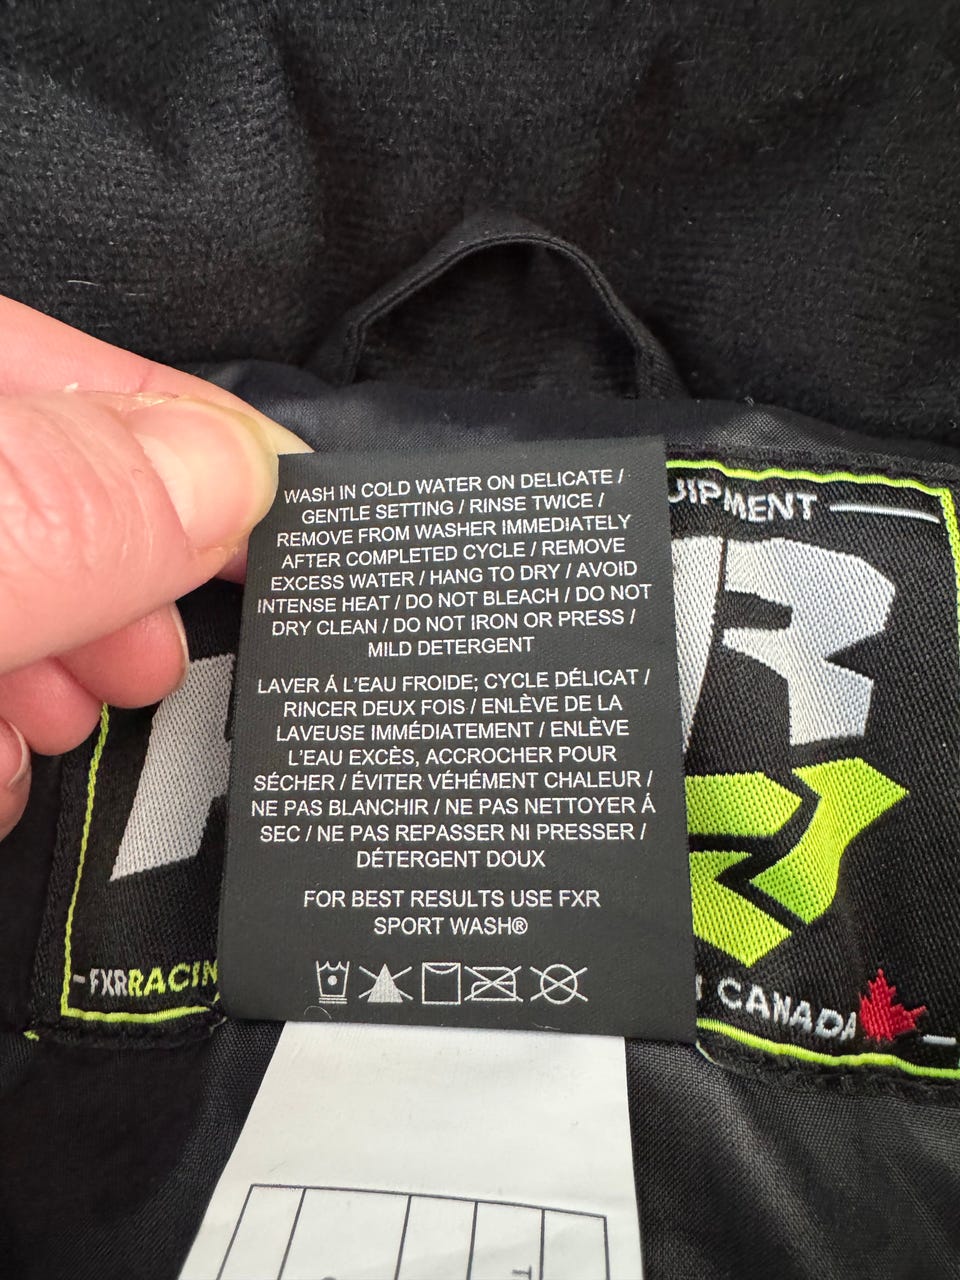 WASH IN COLD WATER ON DELICATE /
GENTLE SETTING / RINSE TWICE /
REMOVE FROM WASHER IMMEDIATELY
AFTER COMPLETED CYCLE / REMOVE
EXCESS WATER / HANG TO DRY / AVOID
INTENSE HEAT / DO NOT BLEACH / DO NOT
DRY CLEAN / DO NOT IRON OR PRESS /
MILD DETERGENT
LAVER Á L'EAU FROIDE; CYCLE DÉLICAT /
RINCER DEUX FOIS / ENLÈVE DE LA
LAVEUSE IMMÉDIATEMENT / ENLÈVE
L'EAU EXCÈS, ACCROCHER POUR
SÉCHER / ÉVITER VÉHÉMENT CHALEUR /
NE PAS BLANCHIR / NE PAS NETTOYER Á
SEC / NE PAS REPASSER NI PRESSER /
DÉTERGENT DOUX
FOR BEST RESULTS USE FXR
SPORT WASH®
UIPMENT
R
FXRRACIN
CANADA